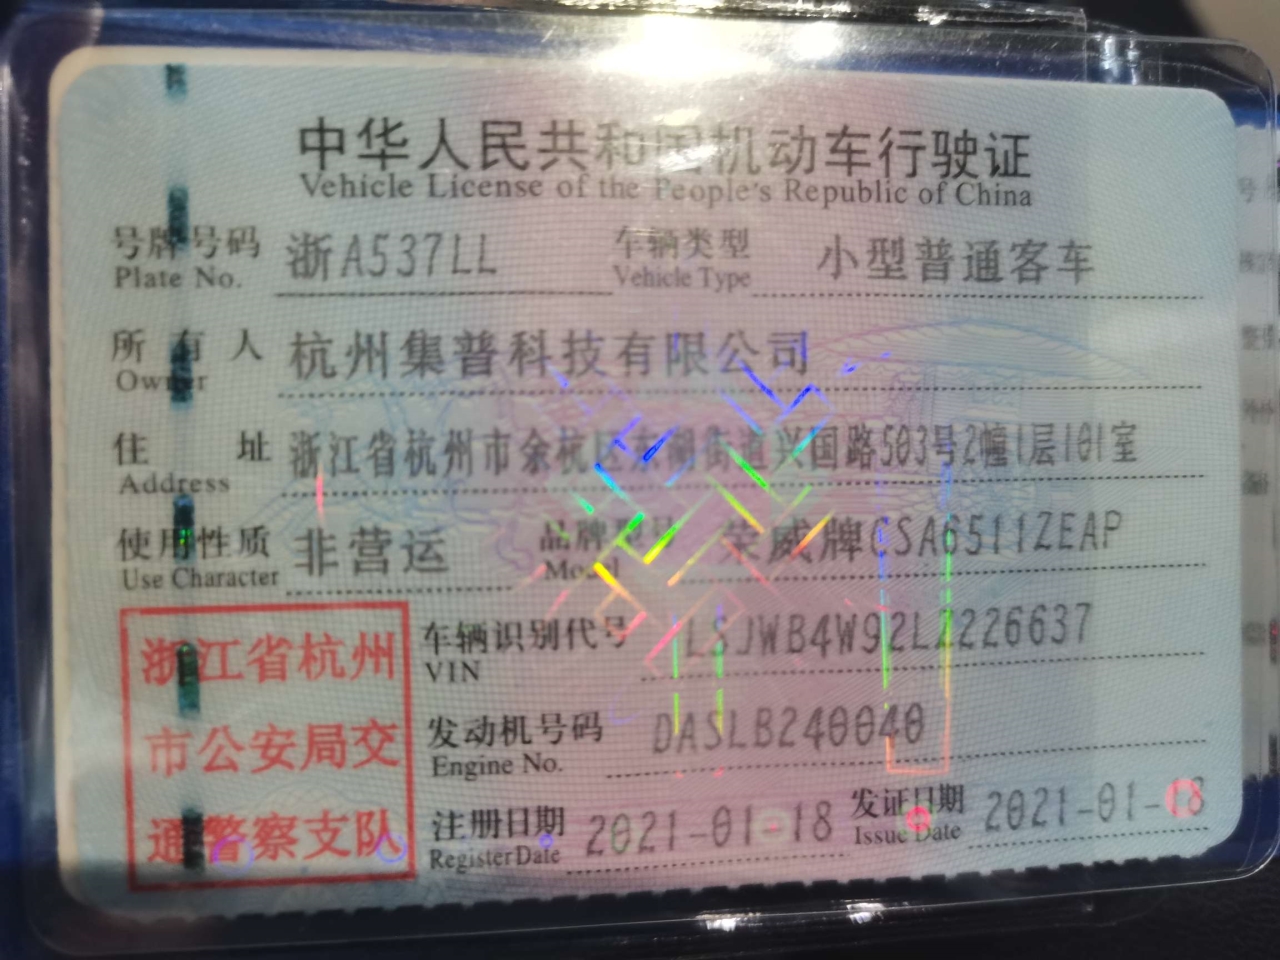 中华人民共和国机动车行驶证
Vehicle License of the People's Republic of China
号牌号码 浙A537LL 车辆类型 小型普通客车
Plate No. Vehicle Type
所有人 杭州集普科技有限公司
Owner
住址 浙江省杭州市余杭区东湖街道兴国路503号2幢1层101室
Address
使用性质 非营运 品牌型号 荣威牌CSA6511ZEAP
Use Character Model
浙江省杭州
市公安局交
通警察支队
车辆识别代号 LSJWB4W92LZ226637
VIN
发动机号码 DASLB240040
Engine No.
注册日期 2021-01-18 发证日期 2021-01-18
Register Date Issue Date